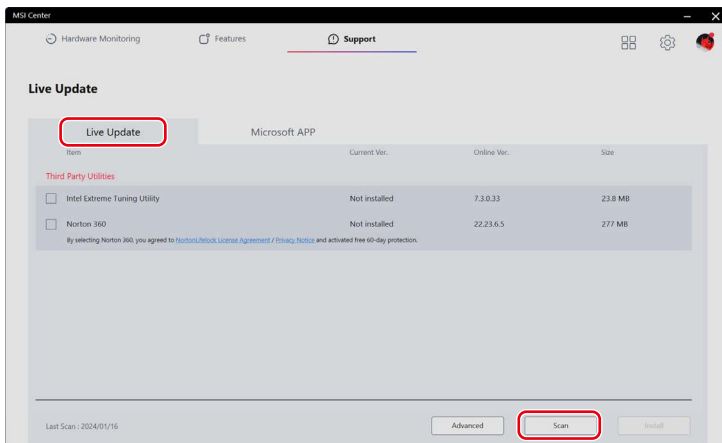 MSI Center
Hardware Monitoring Features Support
Live Update
Live Update Microsoft APP
Item Current Ver. Online Ver. Size
Third Party Utilities
Intel Extreme Tuning Utility Not installed 7.3.0.33 23.8 MB
Norton 360 Not installed 22.23.6.5 277 MB
By selecting Norton 360, you agreed to NortonLifelock License Agreement / Privacy Notice and activated free 60-day protection.
Last Scan : 2024/01/16 Advanced Scan Install